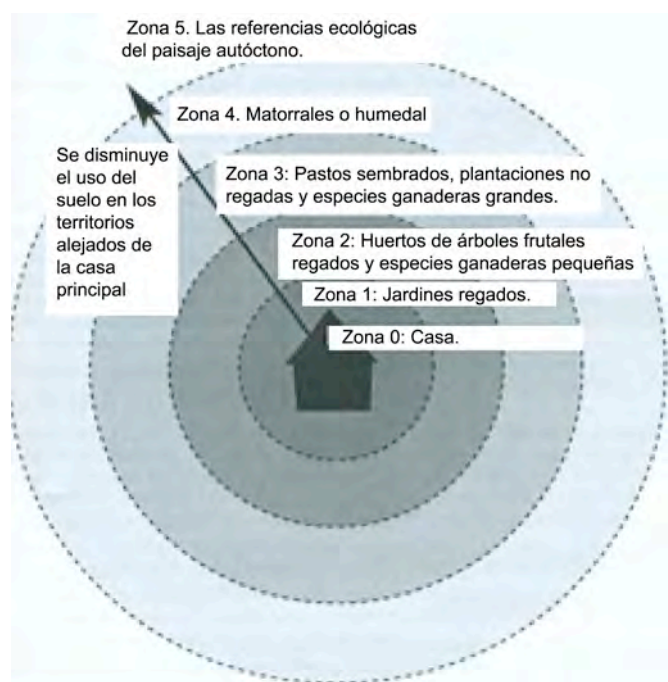 Zona 5. Las referencias ecológicas
del paisaje autóctono.
Zona 4. Matorrales o humedal
Se disminuye
el uso del
suelo en los
territorios
alejados de
la casa
principal
Zona 3: Pastos sembrados, plantaciones no
regadas y especies ganaderas grandes.
Zona 2: Huertos de árboles frutales
regados y especies ganaderas pequeñas
Zona 1: Jardines regados.
Zona 0: Casa.